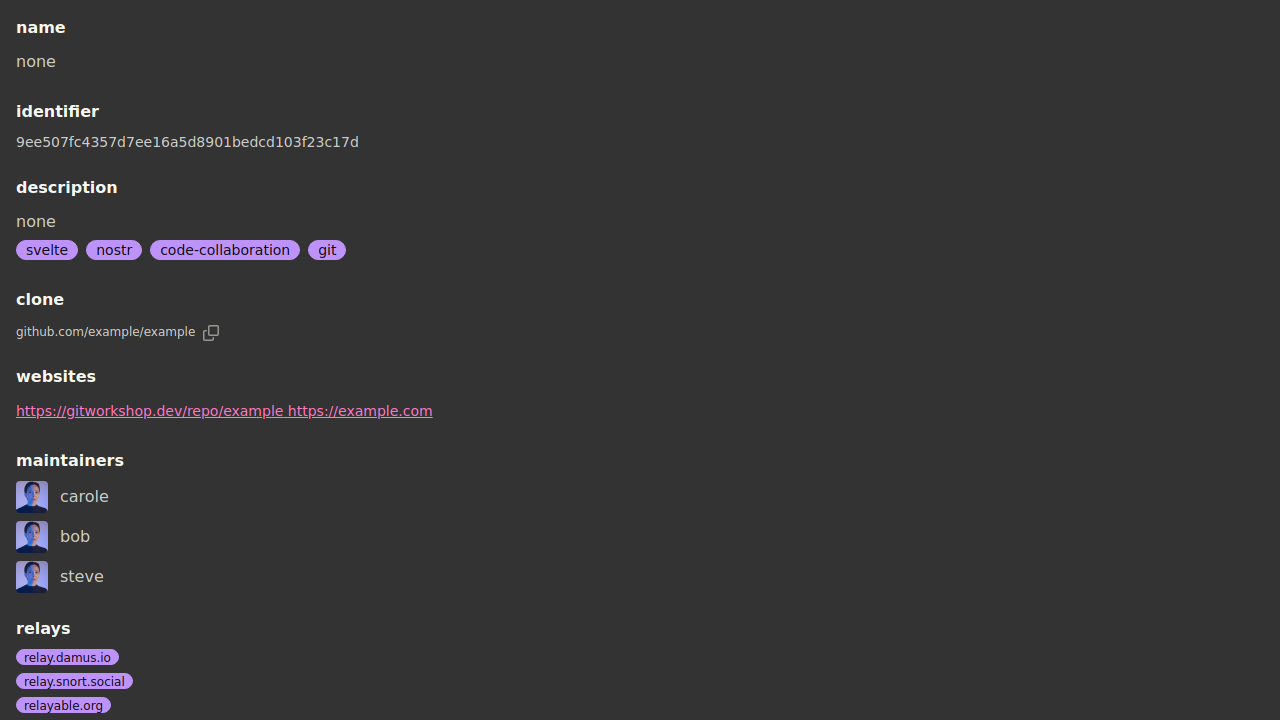 name
none
identifier
9ee507fc4357d7ee16a5d8901bedcd103f23c17d
description
none
svelte nostr code-collaboration git
clone
github.com/example/example
websites
https://gitworkshop.dev/repo/example https://example.com
maintainers
carole
bob
steve
relays
relay.damus.io
relay.snort.social
relayable.org